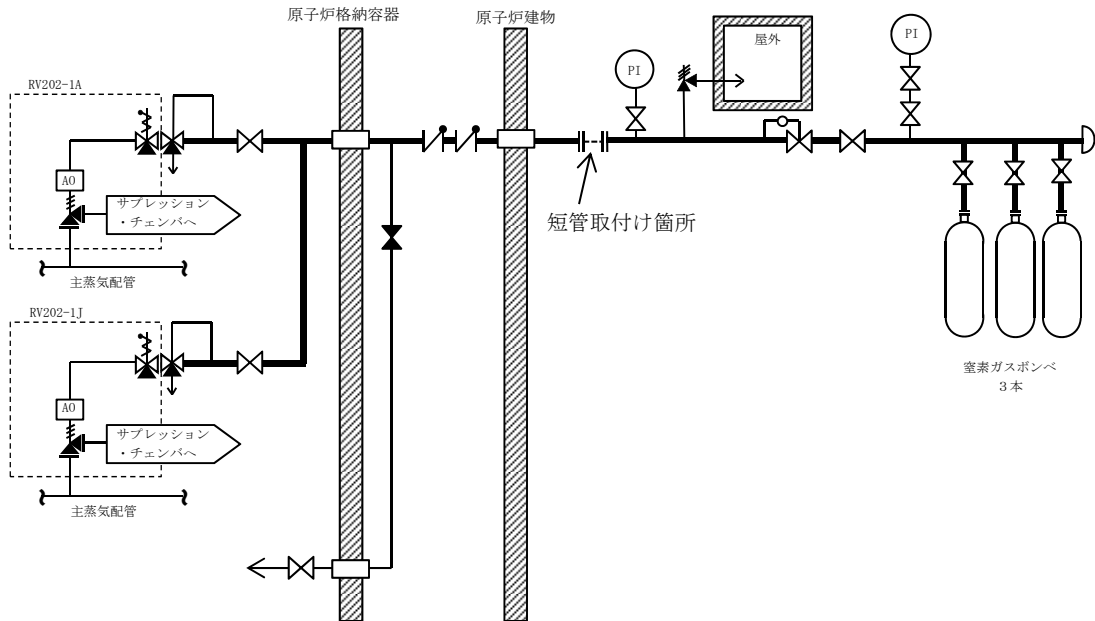 原子炉格納容器
原子炉建物
屋外
PI
PI
RV202-1A
AO
サプレッション
・チェンバへ
主蒸気配管
短管取付け箇所
RV202-1J
AO
サプレッション
・チェンバへ
主蒸気配管
窒素ガスボンベ
3本